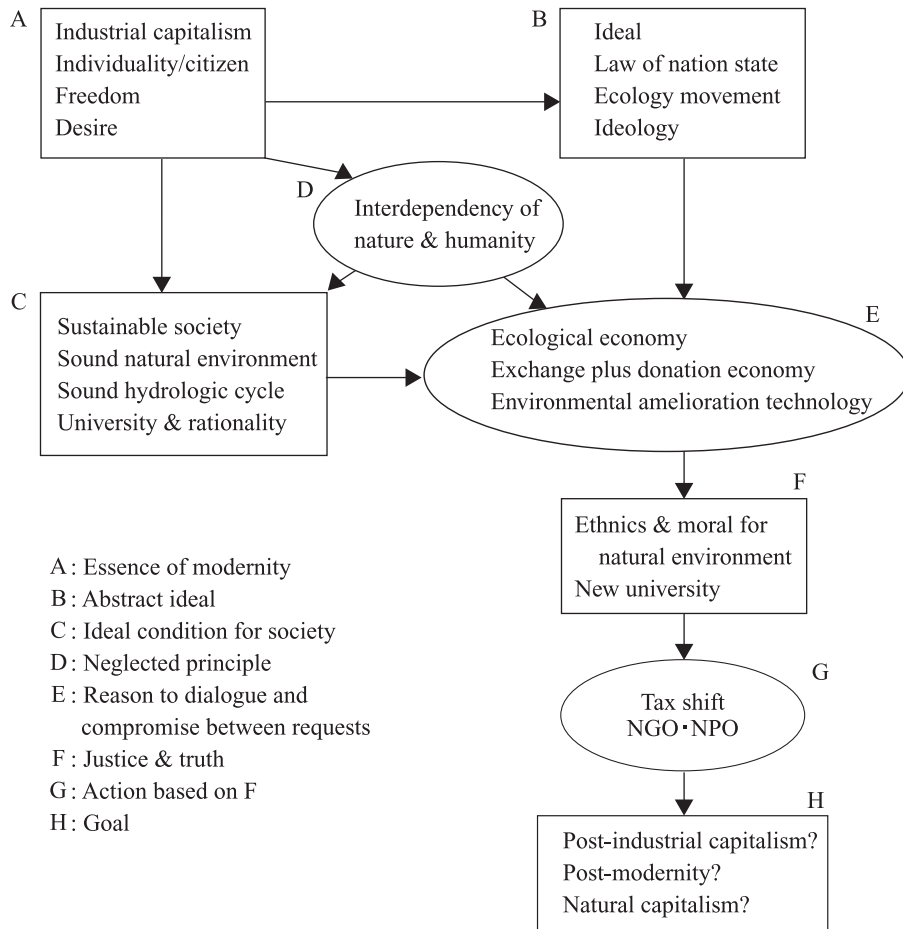 A
Industrial capitalism
Individuality/citizen
Freedom
Desire
B
Ideal
Law of nation state
Ecology movement
Ideology
D
Interdependency of
nature & humanity
C
Sustainable society
Sound natural environment
Sound hydrologic cycle
University & rationality
E
Ecological economy
Exchange plus donation economy
Environmental amelioration technology
F
Ethnics & moral for
natural environment
New university
G
Tax shift
NGO・NPO
H
Post-industrial capitalism?
Post-modernity?
Natural capitalism?
A: Essence of modernity
B: Abstract ideal
C: Ideal condition for society
D: Neglected principle
E: Reason to dialogue and
compromise between requests
F: Justice & truth
G: Action based on F
H: Goal